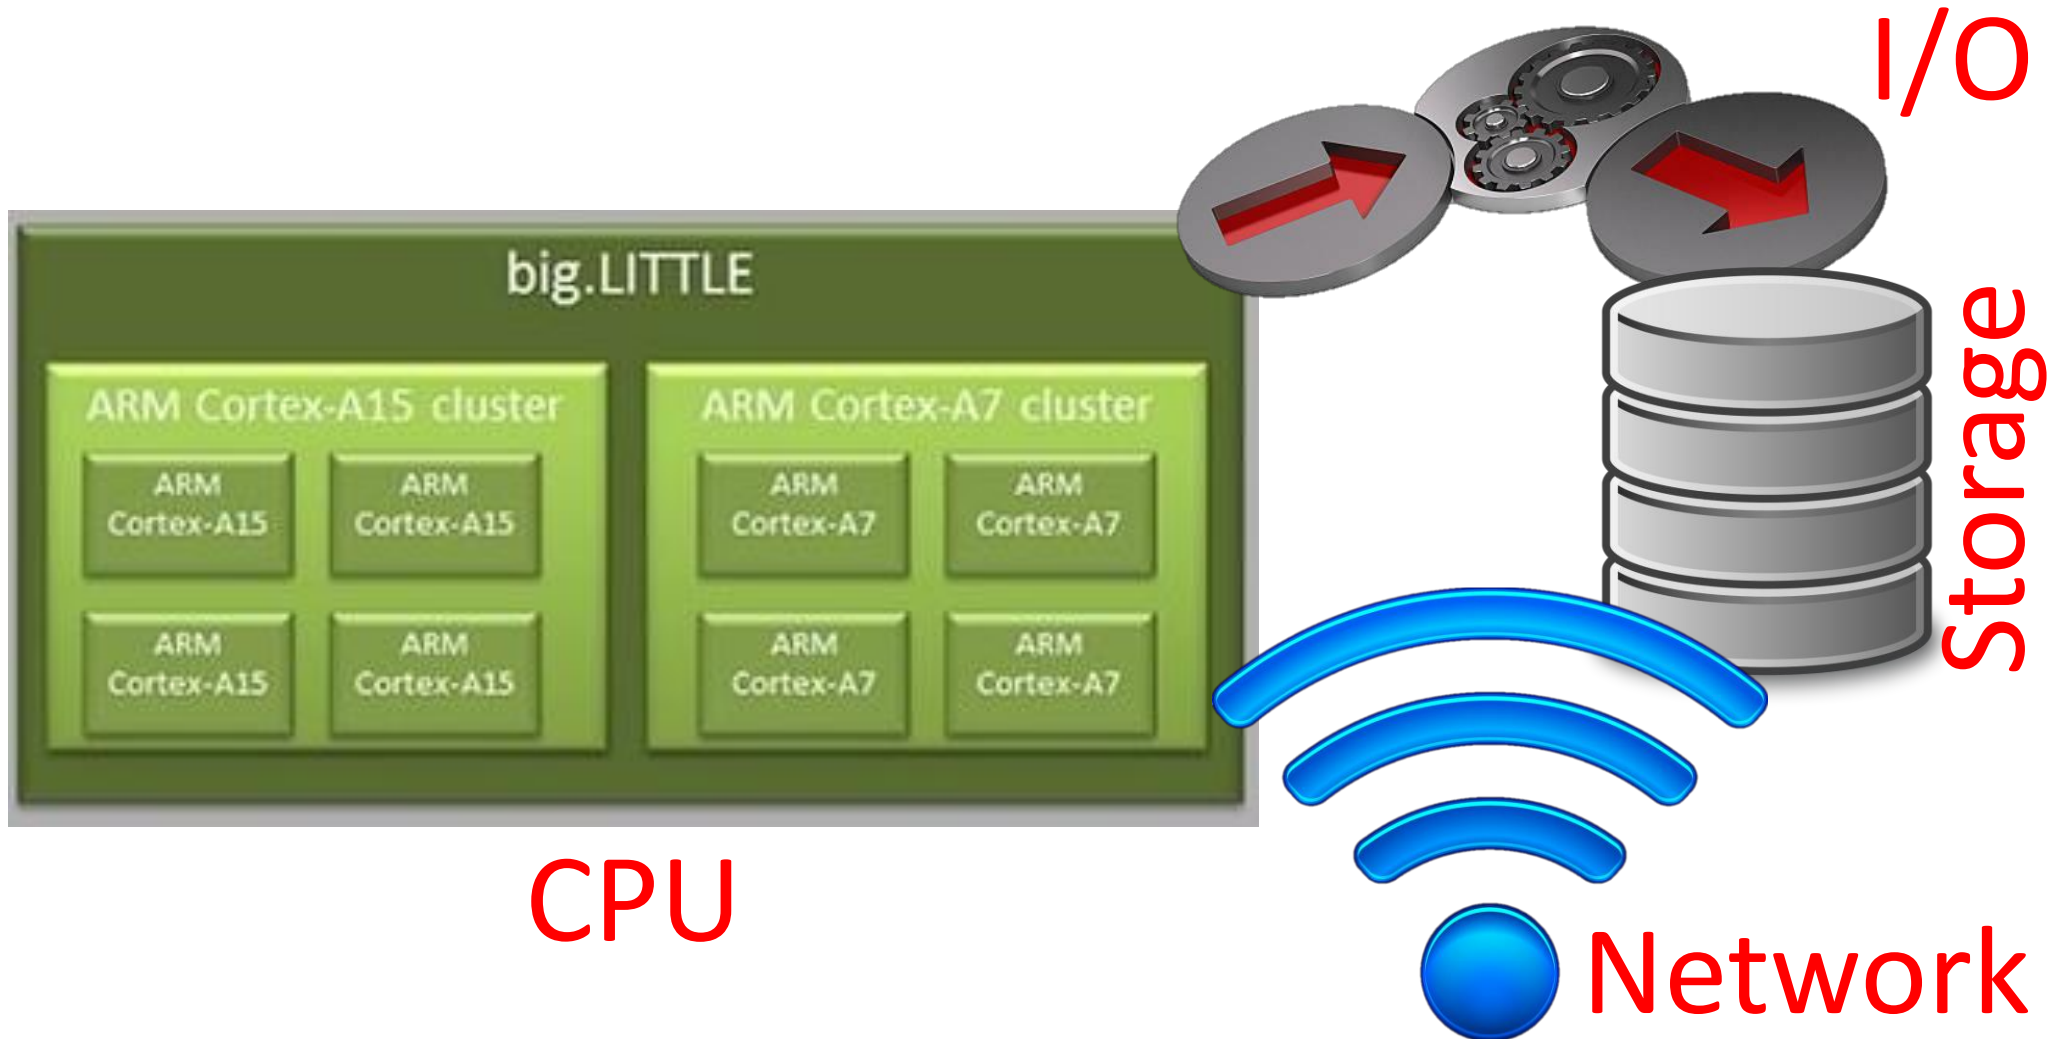 I/O
big.LITTLE
ARM Cortex-A15 cluster
ARM
Cortex-A15
ARM
Cortex-A15
ARM
Cortex-A15
ARM
Cortex-A15
ARM Cortex-A7 cluster
ARM
Cortex-A7
ARM
Cortex-A7
ARM
Cortex-A7
ARM
Cortex-A7
Storage
CPU
Network